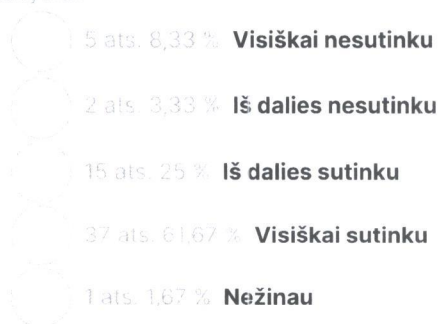 5 ats. 8,33 % Visiškai nesutinku
2 ats. 3,33 % Iš dalies nesutinku
15 ats. 25 % Iš dalies sutinku
37 ats. 61,67 % Visiškai sutinku
1 ats. 1,67 % Nežinau